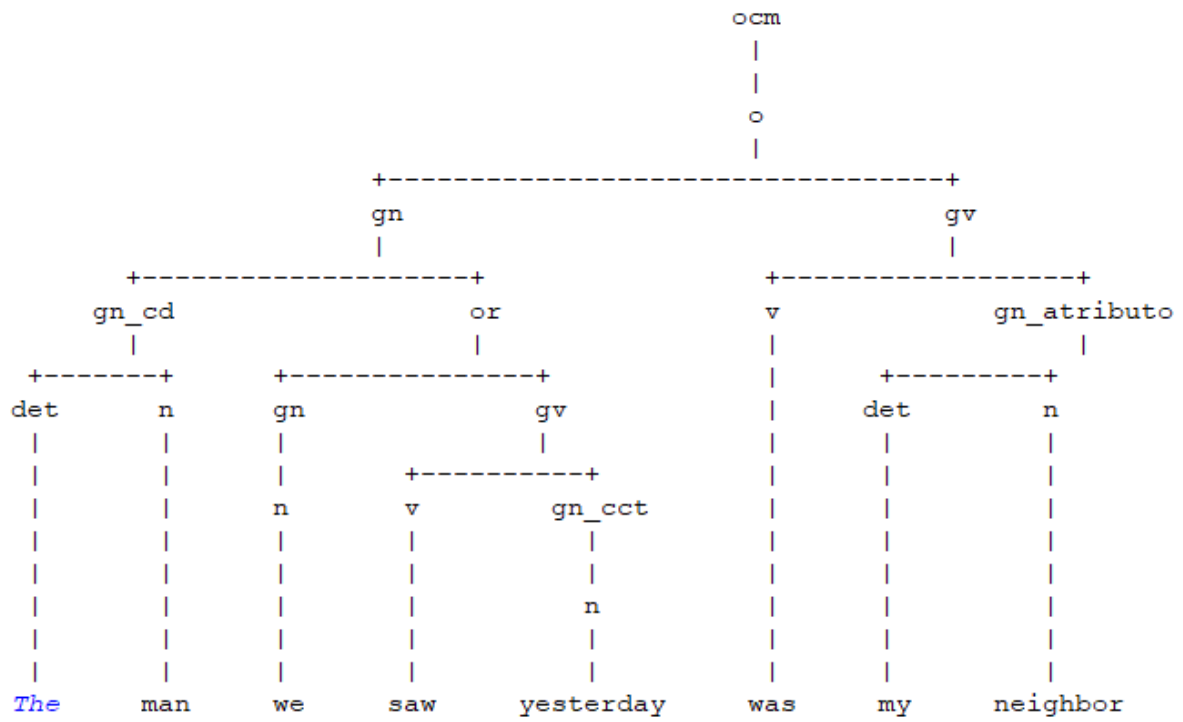 ocm
o
gn gv
gn_cd or v gn_atributo
det n gn gv det n
n v gn_cct
n
The man we saw yesterday was my neighbor